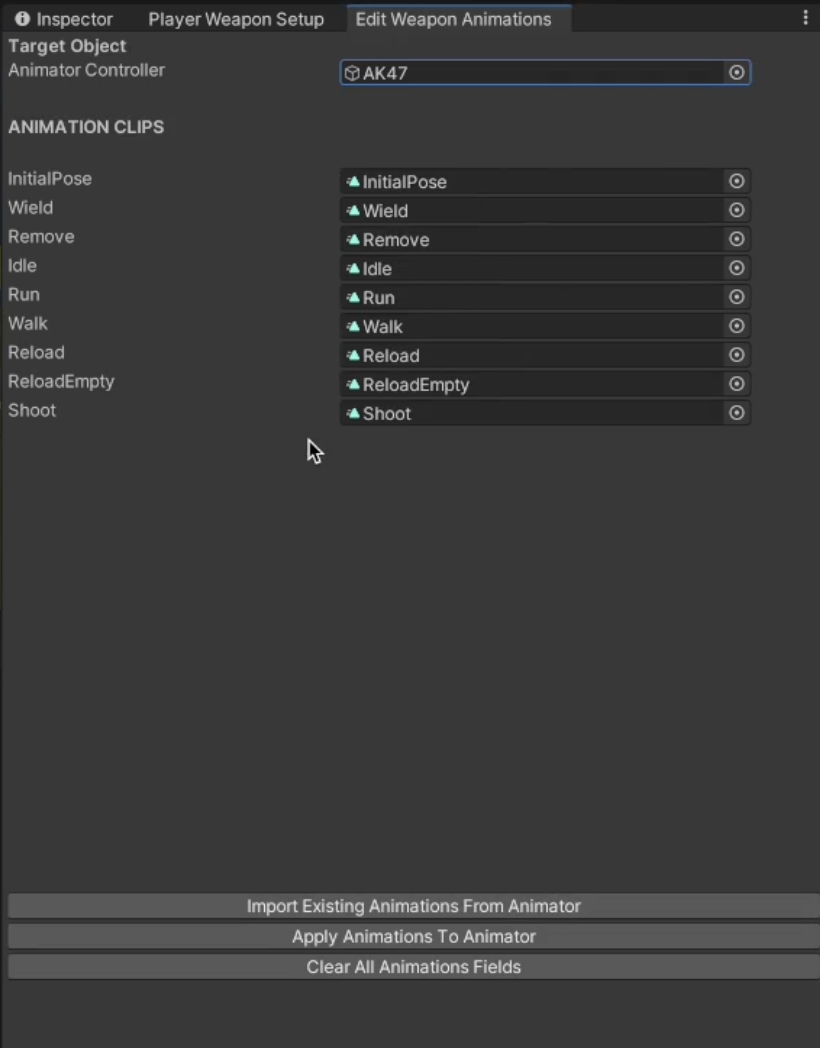 Inspector Player Weapon Setup Edit Weapon Animations
Target Object
Animator Controller AK47
ANIMATION CLIPS
InitialPose InitialPose
Wield Wield
Remove Remove
Idle Idle
Run Run
Walk Walk
Reload Reload
ReloadEmpty ReloadEmpty
Shoot Shoot
Import Existing Animations From Animator
Apply Animations To Animator
Clear All Animations Fields